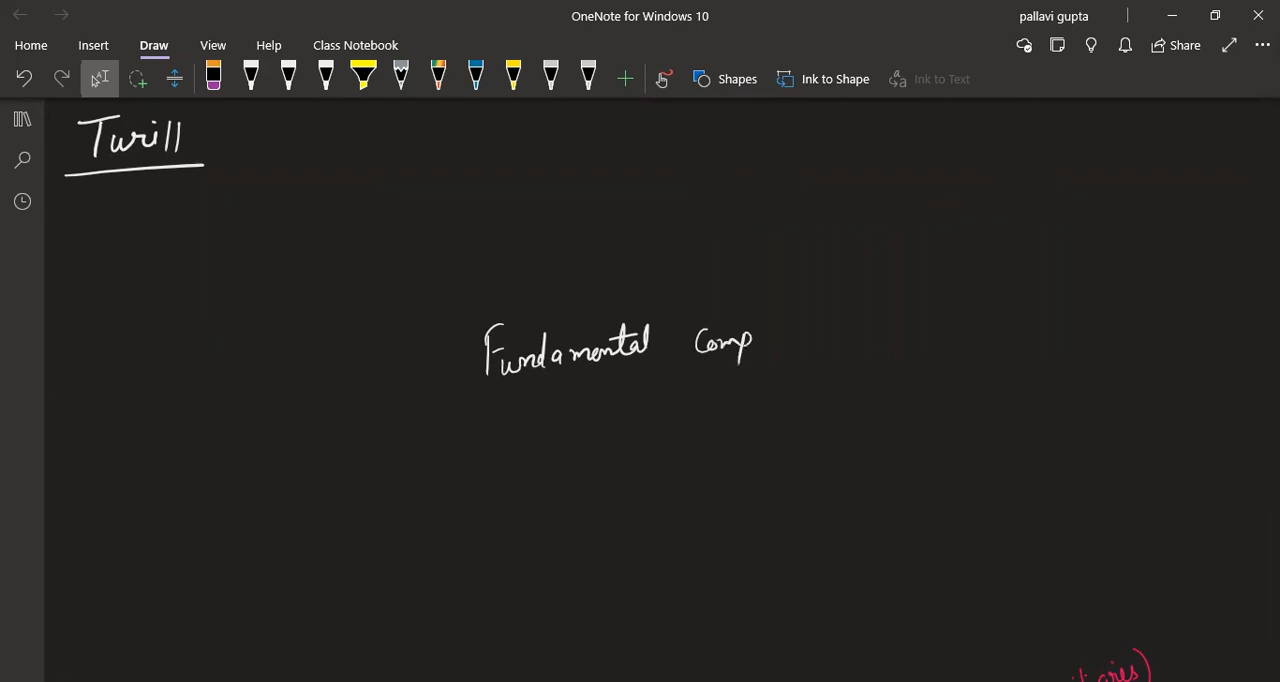 OneNote for Windows 10
pallavi gupta
Home Insert Draw View Help Class Notebook
Share
Shapes Ink to Shape Ink to Text
Twill
Fundamental Comp